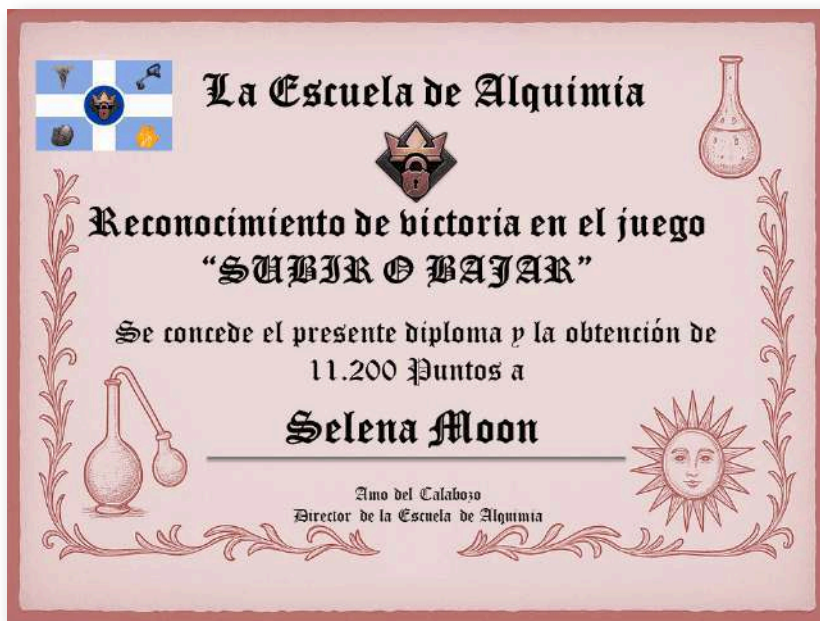 La Escuela de Alquimia
Reconocimiento de victoria en el juego
“SUBIR O BAJAR”
Se concede el presente diploma y la obtención de
11.200 Puntos a
Selena Moon
Amo del Calabozo
Director de la Escuela de Alquimia